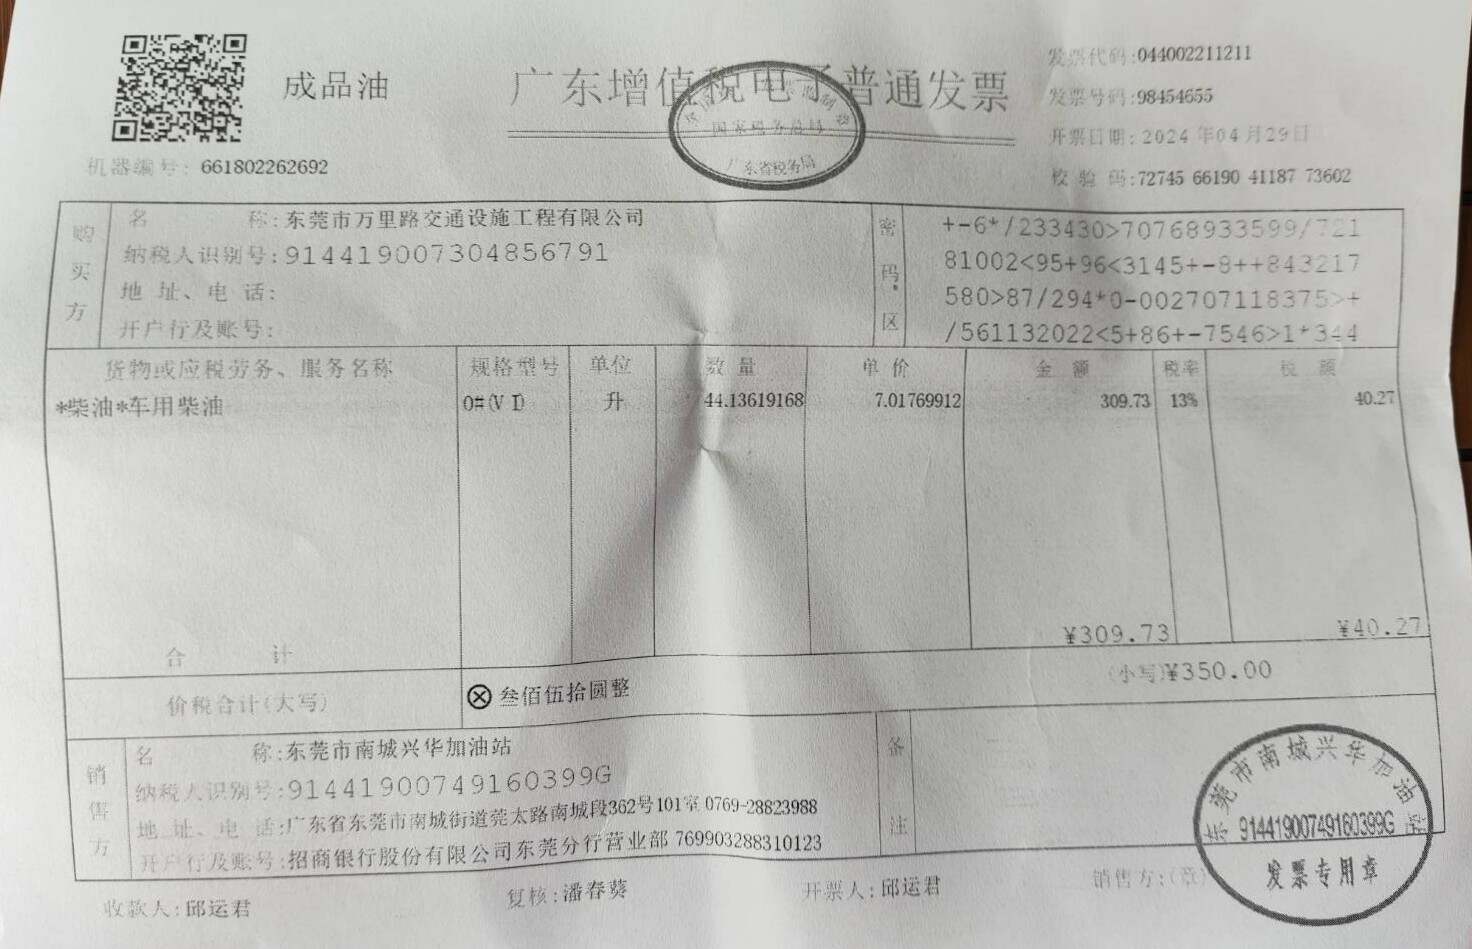 成品油
广东增值税电子普通发票
国家税务总局
广东省税务局
发票代码:044002211211
发票号码:98454655
开票日期:2024年04月29日
校验码:72745 66190 41187 73602
机器编号:661802262692
购买方
名称:东莞市万里路交通设施工程有限公司
纳税人识别号:914419007304856791
地址、电话:
开户行及账号:
密码区
+-6*/233430>70768933599/721
81002<95+96<3145+-8++843217
580>87/294*0-002707118375>+
/561132022<5+86+-7546>1*344
货物或应税劳务、服务名称 规格型号 单位 数量 单价 金额 税率 税额
*柴油*车用柴油 0#(VI) 升 44.13619168 7.01769912 309.73 13% 40.27
合计 ¥309.73 ¥40.27
价税合计(大写) ⊗叁佰伍拾圆整 (小写)¥350.00
销售方
名称:东莞市南城兴华加油站
纳税人识别号:91441900749160399G
地址、电话:广东省东莞市南城街道莞太路南城段362号101室 0769-28823988
开户行及账号:招商银行股份有限公司东莞分行营业部 769903288310123
备注
东莞市南城兴华加油站
91441900749160399G
发票专用章
收款人:邱运君 复核:潘春葵 开票人:邱运君 销售方:(章)